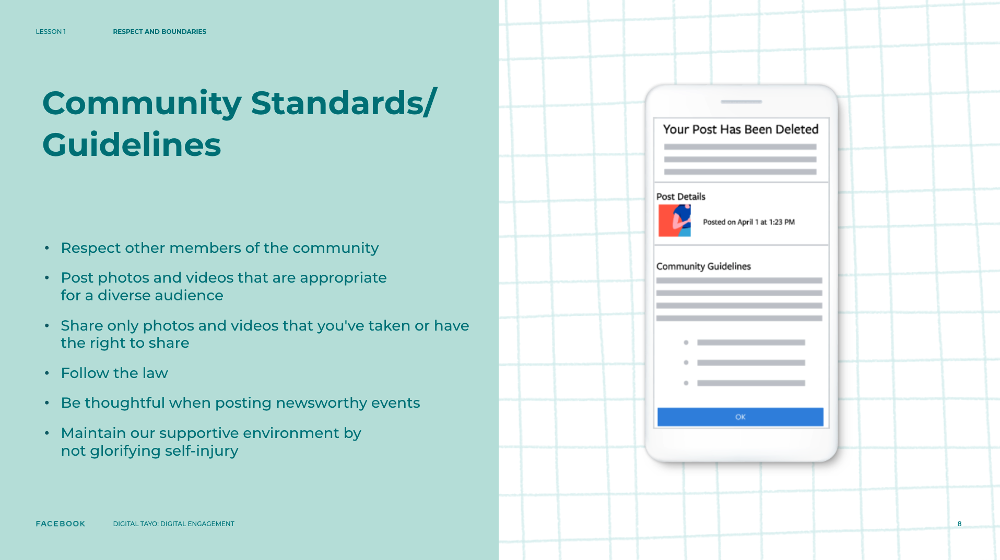 LESSON 1
RESPECT AND BOUNDARIES
Community Standards/
Guidelines
• Respect other members of the community
• Post photos and videos that are appropriate
for a diverse audience
• Share only photos and videos that you've taken or have
the right to share
• Follow the law
• Be thoughtful when posting newsworthy events
• Maintain our supportive environment by
not glorifying self-injury
Your Post Has Been Deleted
Post Details
Posted on April 1 at 1:23 PM
Community Guidelines
OK
FACEBOOK
DIGITAL TAYO: DIGITAL ENGAGEMENT
8